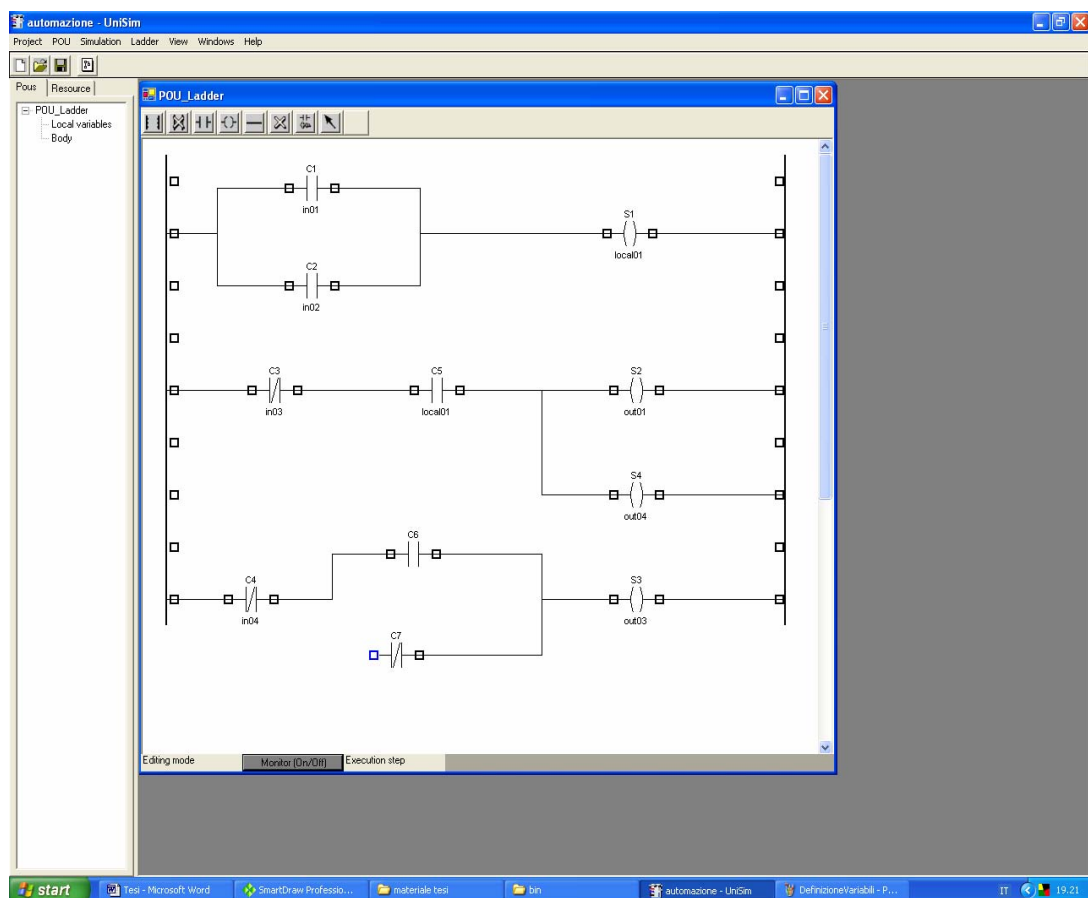 automazione - UniSim
Project POU Simulation Ladder View Windows Help
Pous Resource
POU_Ladder
Local variables
Body
POU_Ladder
C1
in01
S1
local01
C2
in02
C3
in03
C5
local01
S2
out01
S4
out04
C6
C4
in04
S3
out03
C7
Editing mode Monitor (On/Off) Execution step
start Tesi - Microsoft Word SmartDraw Professio... materiale tesi bin automazione - UniSim DefinizioneVariabili - P... IT 19.21